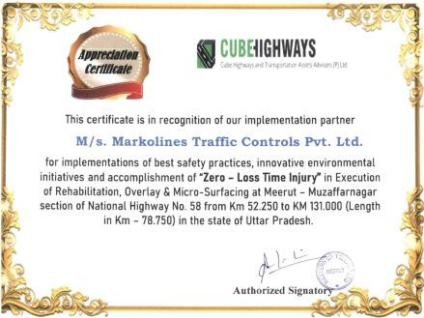 Appreciation
Certificate
CUBEHIGHWAYS
Cube Highways and Transportation Assets Advisors (P) Ltd
This certificate is in recognition of our implementation partner
M/s. Markolines Traffic Controls Pvt. Ltd.
for implementations of best safety practices, innovative environmental
initiatives and accomplishment of "Zero – Loss Time Injury" in Execution
of Rehabilitation, Overlay & Micro-Surfacing at Meerut – Muzaffarnagar
section of National Highway No. 58 from Km 52.250 to KM 131.000 (Length
in Km – 78.750) in the state of Uttar Pradesh.
Authorized Signatory